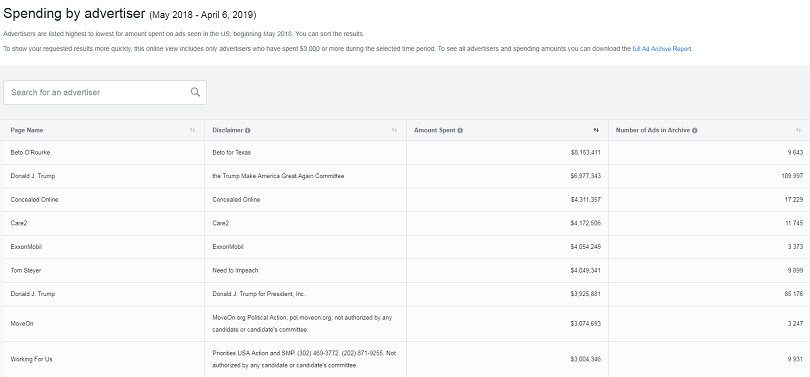 Spending by advertiser (May 2018 - April 6, 2019)
Advertisers are listed highest to lowest for amount spent on ads seen in the US, beginning May 2018. You can sort the results.
To show your requested results more quickly, this online view includes only advertisers who have spent $3,000 or more during the selected time period. To see all advertisers and spending amounts you can download the full Ad Archive Report.
Search for an advertiser
Page Name Disclaimer Amount Spent Number of Ads in Archive
Beto O'Rourke Beto for Texas $8,153,411 9 643
Donald J. Trump the Trump Make America Great Again Committee $6,977,343 109 997
Concealed Online Concealed Online $4,311,357 17 229
Care2 Care2 $4,172,506 11 745
ExxonMobil ExxonMobil $4,054,248 3 373
Tom Steyer Need to Impeach $4,049,341 9 899
Donald J. Trump Donald J. Trump for President, Inc. $3,925,881 85 176
MoveOn MoveOn.org Political Action, pol.moveon.org, not authorized by any
candidate or candidate's committee. $3,074,693 3 247
Working For Us Priorities USA Action and SMP. (302) 469-3772. (202) 871-9255. Not
authorized by any candidate or candidate's committee. $3,004,346 9 931